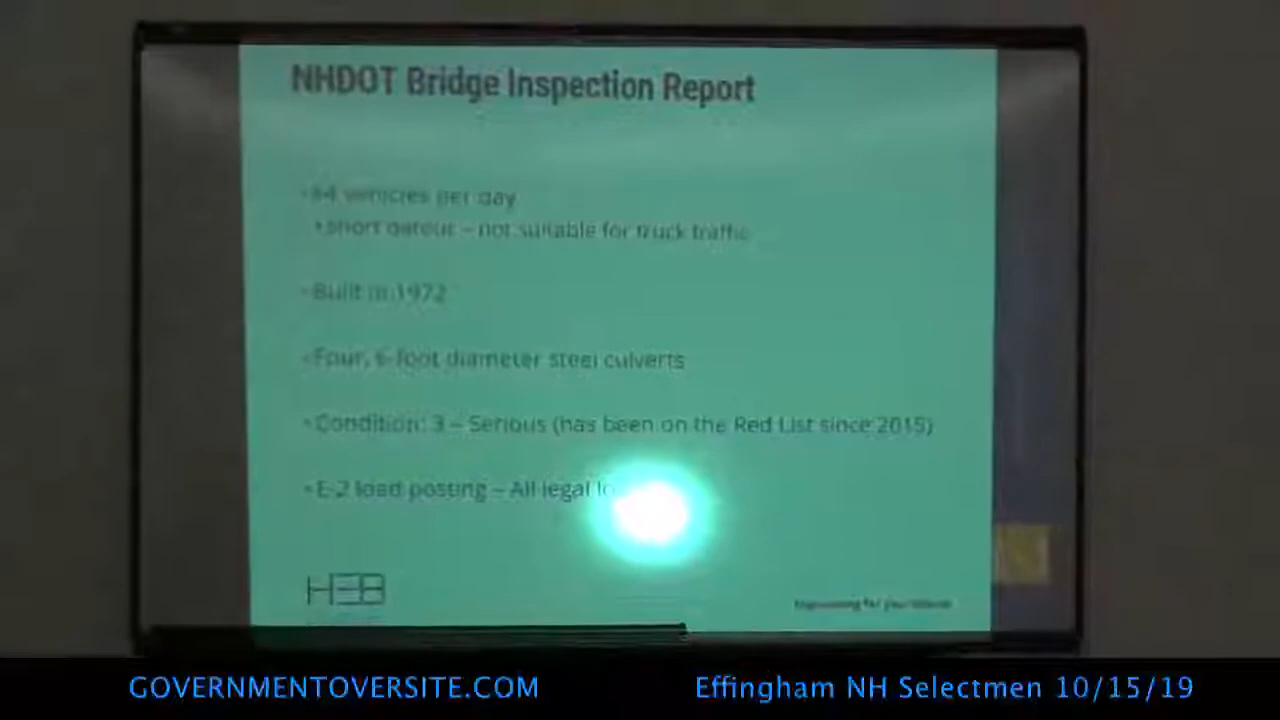 NHDOT Bridge Inspection Report
vehicles per day
short detour – not suitable for truck traffic
Built in 1972
Four, 6-foot diameter steel culverts
Condition: 3 – Serious (has been on the Red List since 2015)
E-2 load posting – All legal
HEB
GOVERNMENTOVERSITE.COM
Effingham NH Selectmen 10/15/19